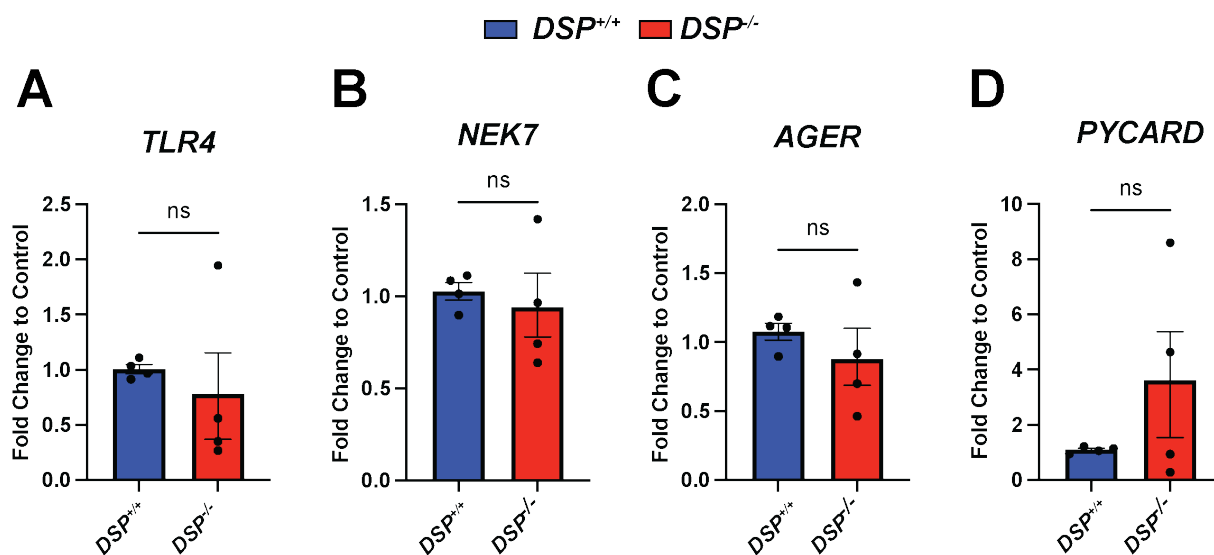 DSP+/+ DSP-/-
A B C D
TLR4 NEK7 AGER PYCARD
ns ns ns ns
Fold Change to Control
2.5
2.0
1.5
1.0
0.5
0.0
DSP+/+ DSP-/-
Fold Change to Control
1.5
1.0
0.5
0.0
DSP+/+ DSP-/-
Fold Change to Control
2.0
1.5
1.0
0.5
0.0
DSP+/+ DSP-/-
Fold Change to Control
10
8
6
4
2
0
DSP+/+ DSP-/-